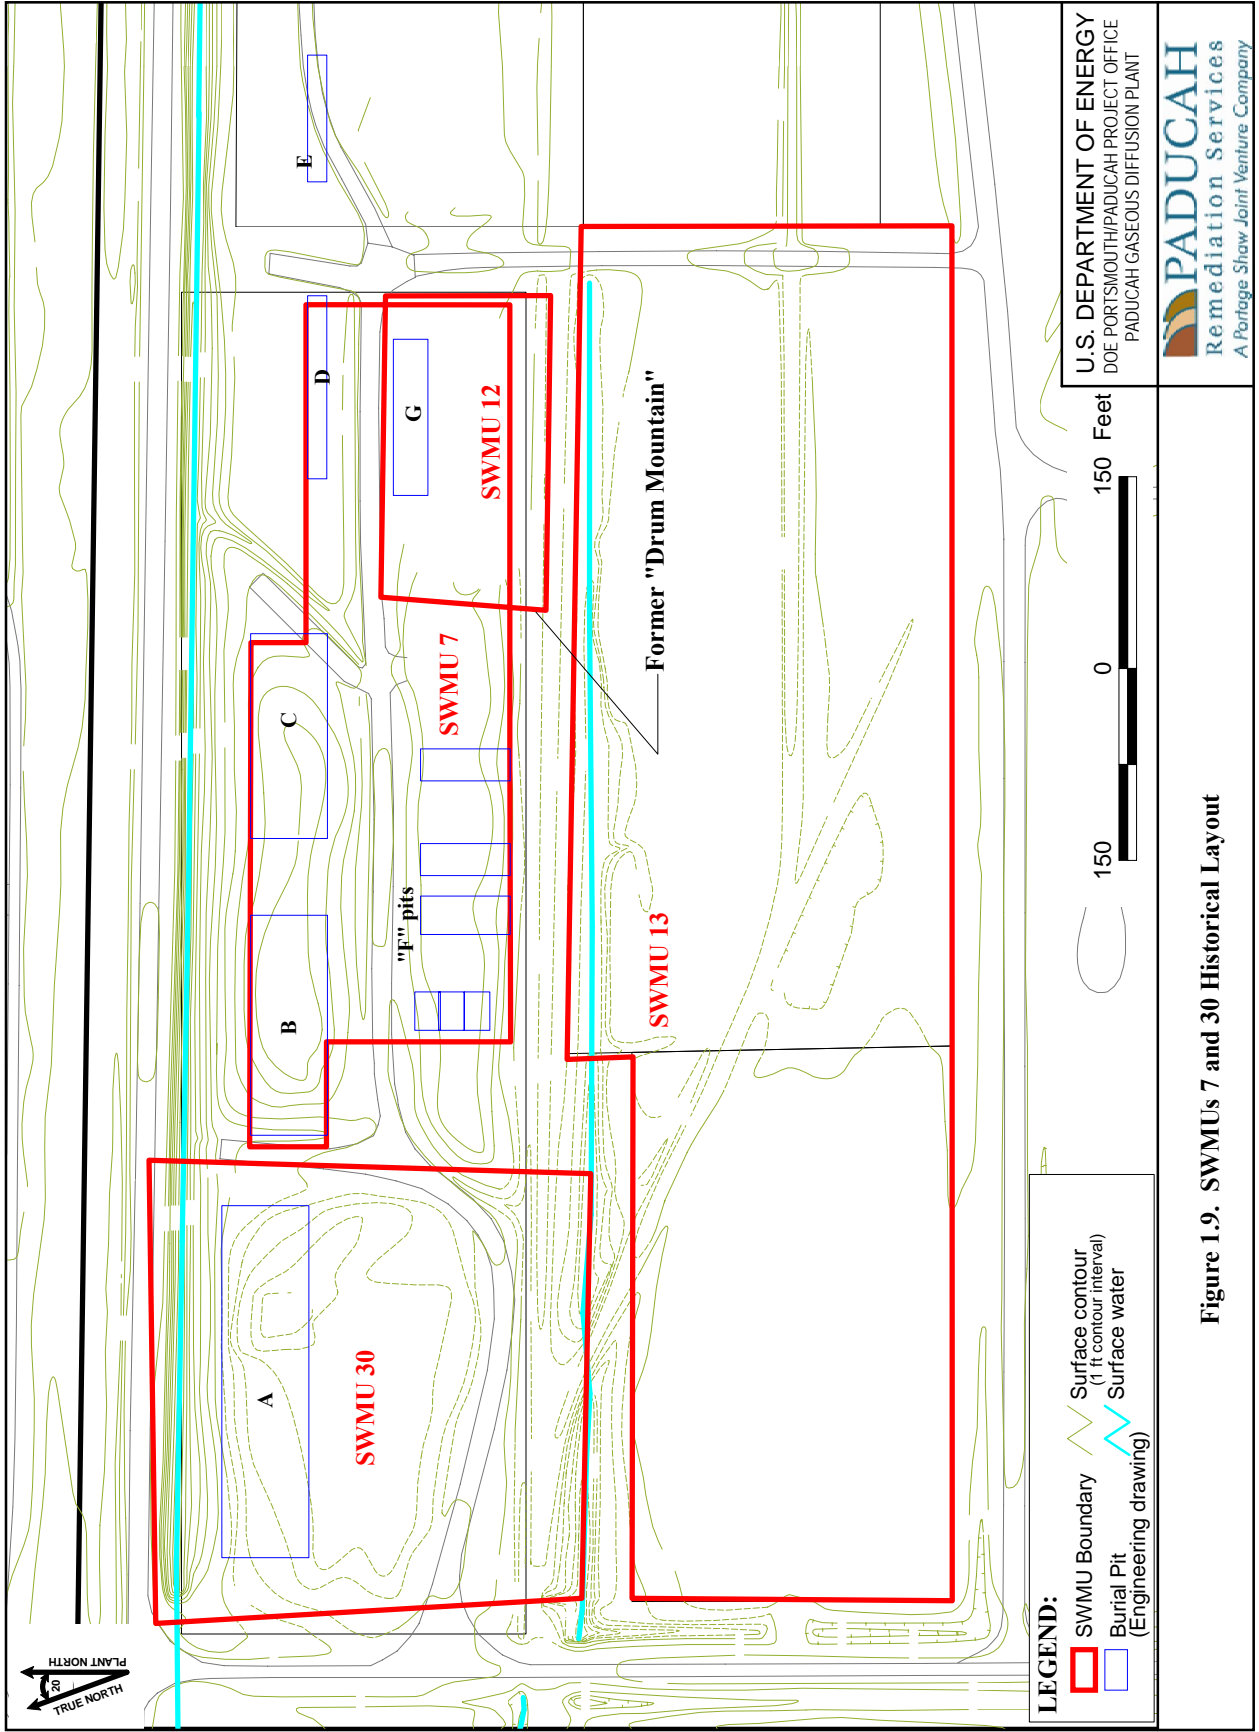 PLANT NORTH
20
TRUE NORTH
A
SWMU 30
B
C
D
E
"F" pits
SWMU 7
G
SWMU 12
Former "Drum Mountain"
SWMU 13
LEGEND:
SWMU Boundary
Burial Pit
(Engineering drawing)
Surface contour
(1 ft contour interval)
Surface water
150 0 150 Feet
U.S. DEPARTMENT OF ENERGY
DOE PORTSMOUTH/PADUCAH PROJECT OFFICE
PADUCAH GASEOUS DIFFUSION PLANT
PADUCAH
Remediation Services
A Portage Shaw Joint Venture Company
Figure 1.9. SWMUs 7 and 30 Historical Layout